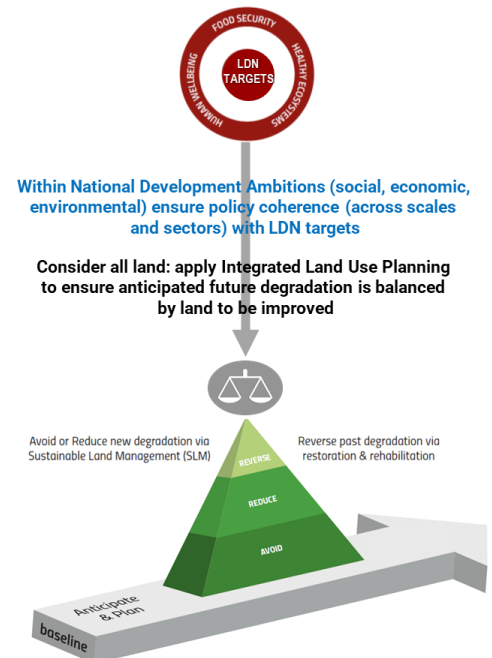 FOOD SECURITY
HUMAN WELLBEING
HEALTHY ECOSYSTEMS
LDN
TARGETS
Within National Development Ambitions (social, economic,
environmental) ensure policy coherence (across scales
and sectors) with LDN targets
Consider all land: apply Integrated Land Use Planning
to ensure anticipated future degradation is balanced
by land to be improved
Avoid or Reduce new degradation via
Sustainable Land Management (SLM)
Reverse past degradation via
restoration & rehabilitation
REVERSE
REDUCE
AVOID
Anticipate
& Plan
baseline